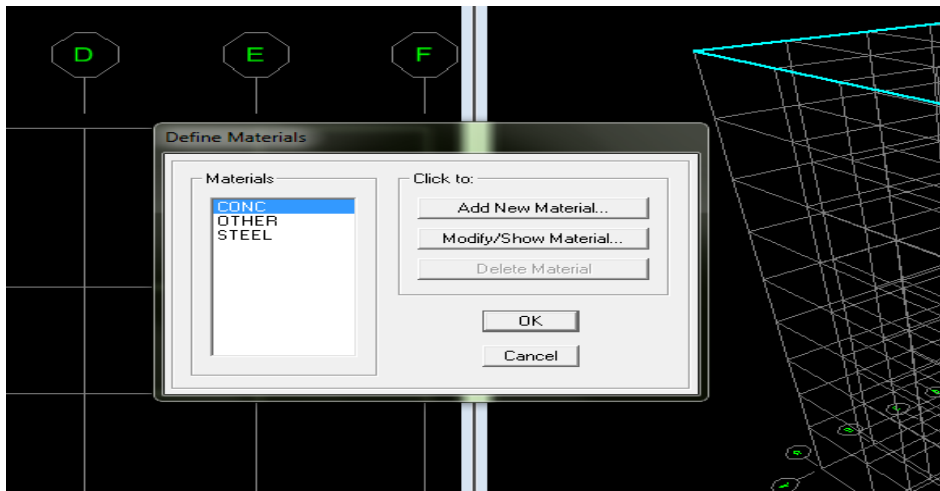 D E F
Define Materials
Materials
CONC
OTHER
STEEL
Click to:
Add New Material...
Modify/Show Material...
Delete Material
OK
Cancel